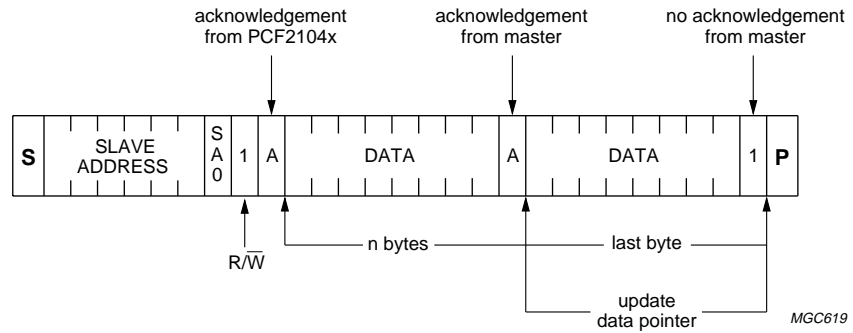 acknowledgement
from PCF2104x
acknowledgement
from master
no acknowledgement
from master
S
SLAVE
ADDRESS
S
A
0
1
A
DATA
A
DATA
1
P
R/W̅
n bytes
last byte
update
data pointer
MGC619